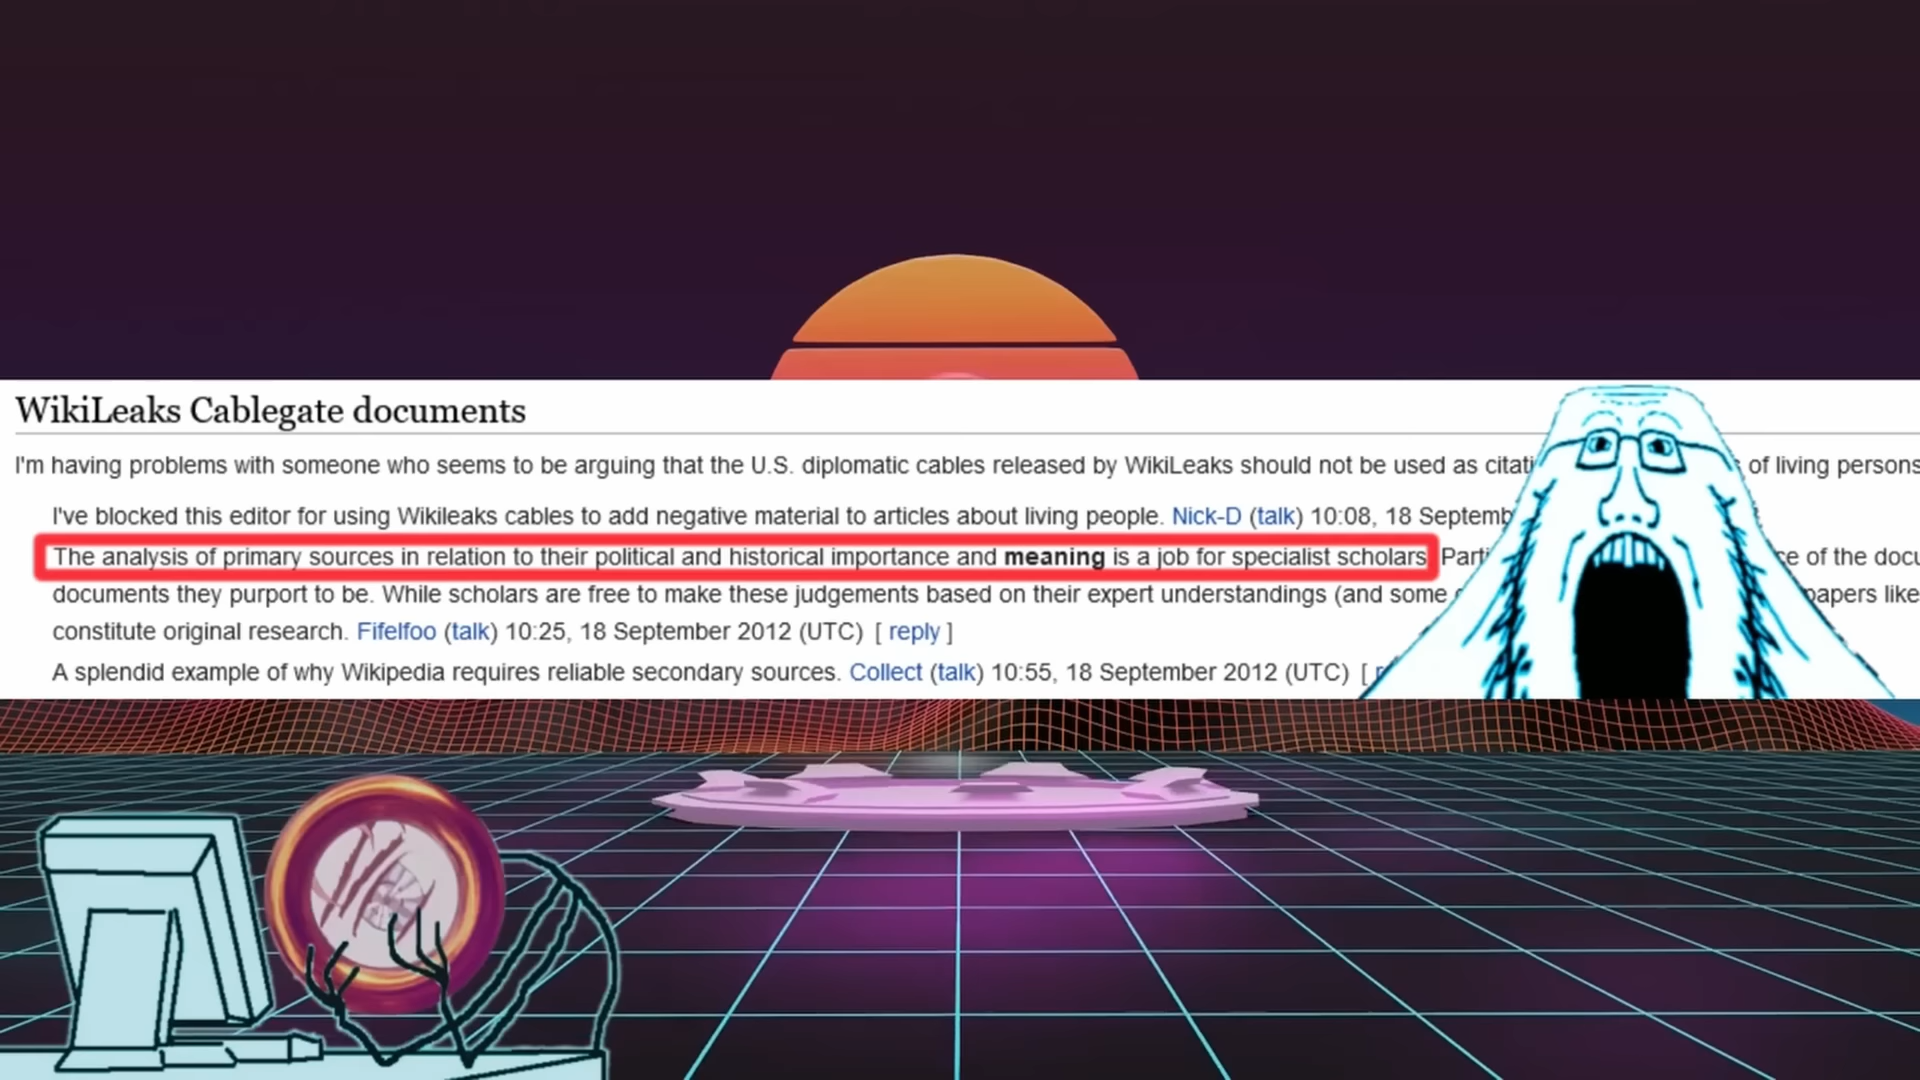 WikiLeaks Cablegate documents
I'm having problems with someone who seems to be arguing that the U.S. diplomatic cables released by WikiLeaks should not be used as of living persons
I've blocked this editor for using Wikileaks cables to add negative material to articles about living people. Nick-D (talk) 10:08, 18
The analysis of primary sources in relation to their political and historical importance and meaning is a job for specialist scholars of the
documents they purport to be. While scholars are free to make these judgements based on their expert understandings (and some like
constitute original research. Fifelfoo (talk) 10:25, 18 September 2012 (UTC) [ reply ]
A splendid example of why Wikipedia requires reliable secondary sources. Collect (talk) 10:55, 18 September 2012 (UTC) [